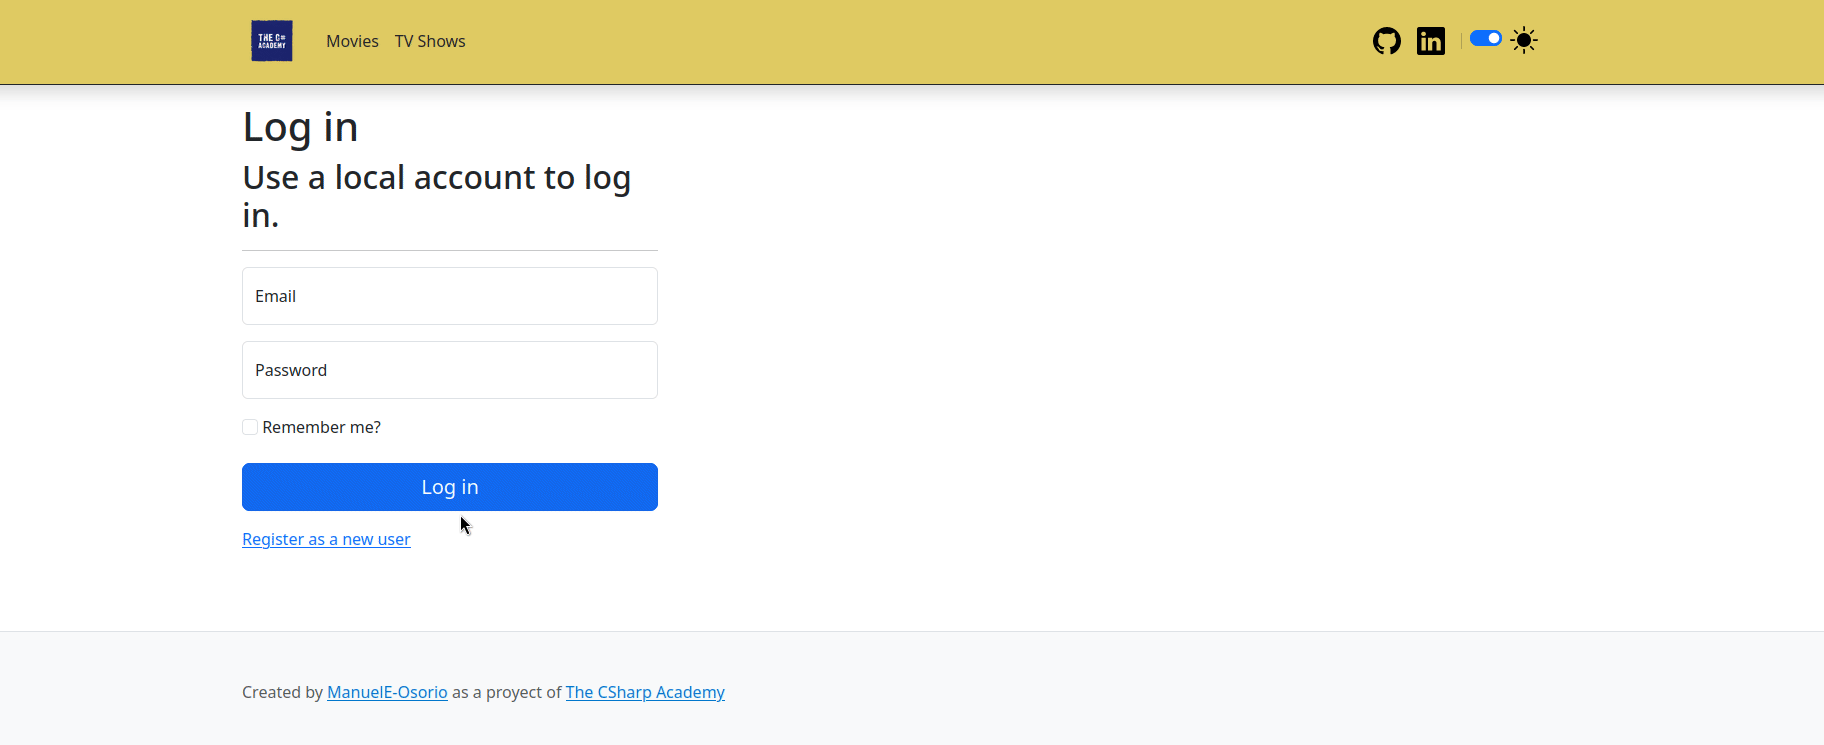 THE C#
ACADEMY
Movies TV Shows
in
Log in
Use a local account to log
in.
Email
Password
Remember me?
Log in
Register as a new user
Created by ManuelE-Osorio as a proyect of The CSharp Academy